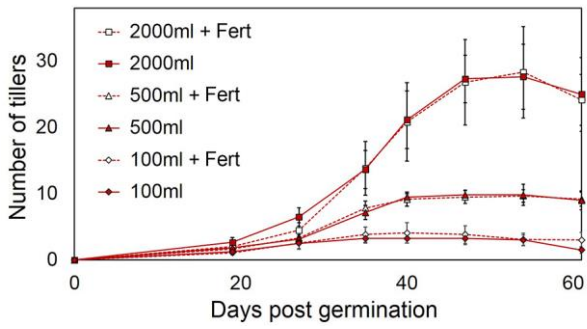 2000ml + Fert
2000ml
500ml + Fert
500ml
100ml + Fert
100ml
Number of tillers
30
20
10
0
0
20
40
60
Days post germination